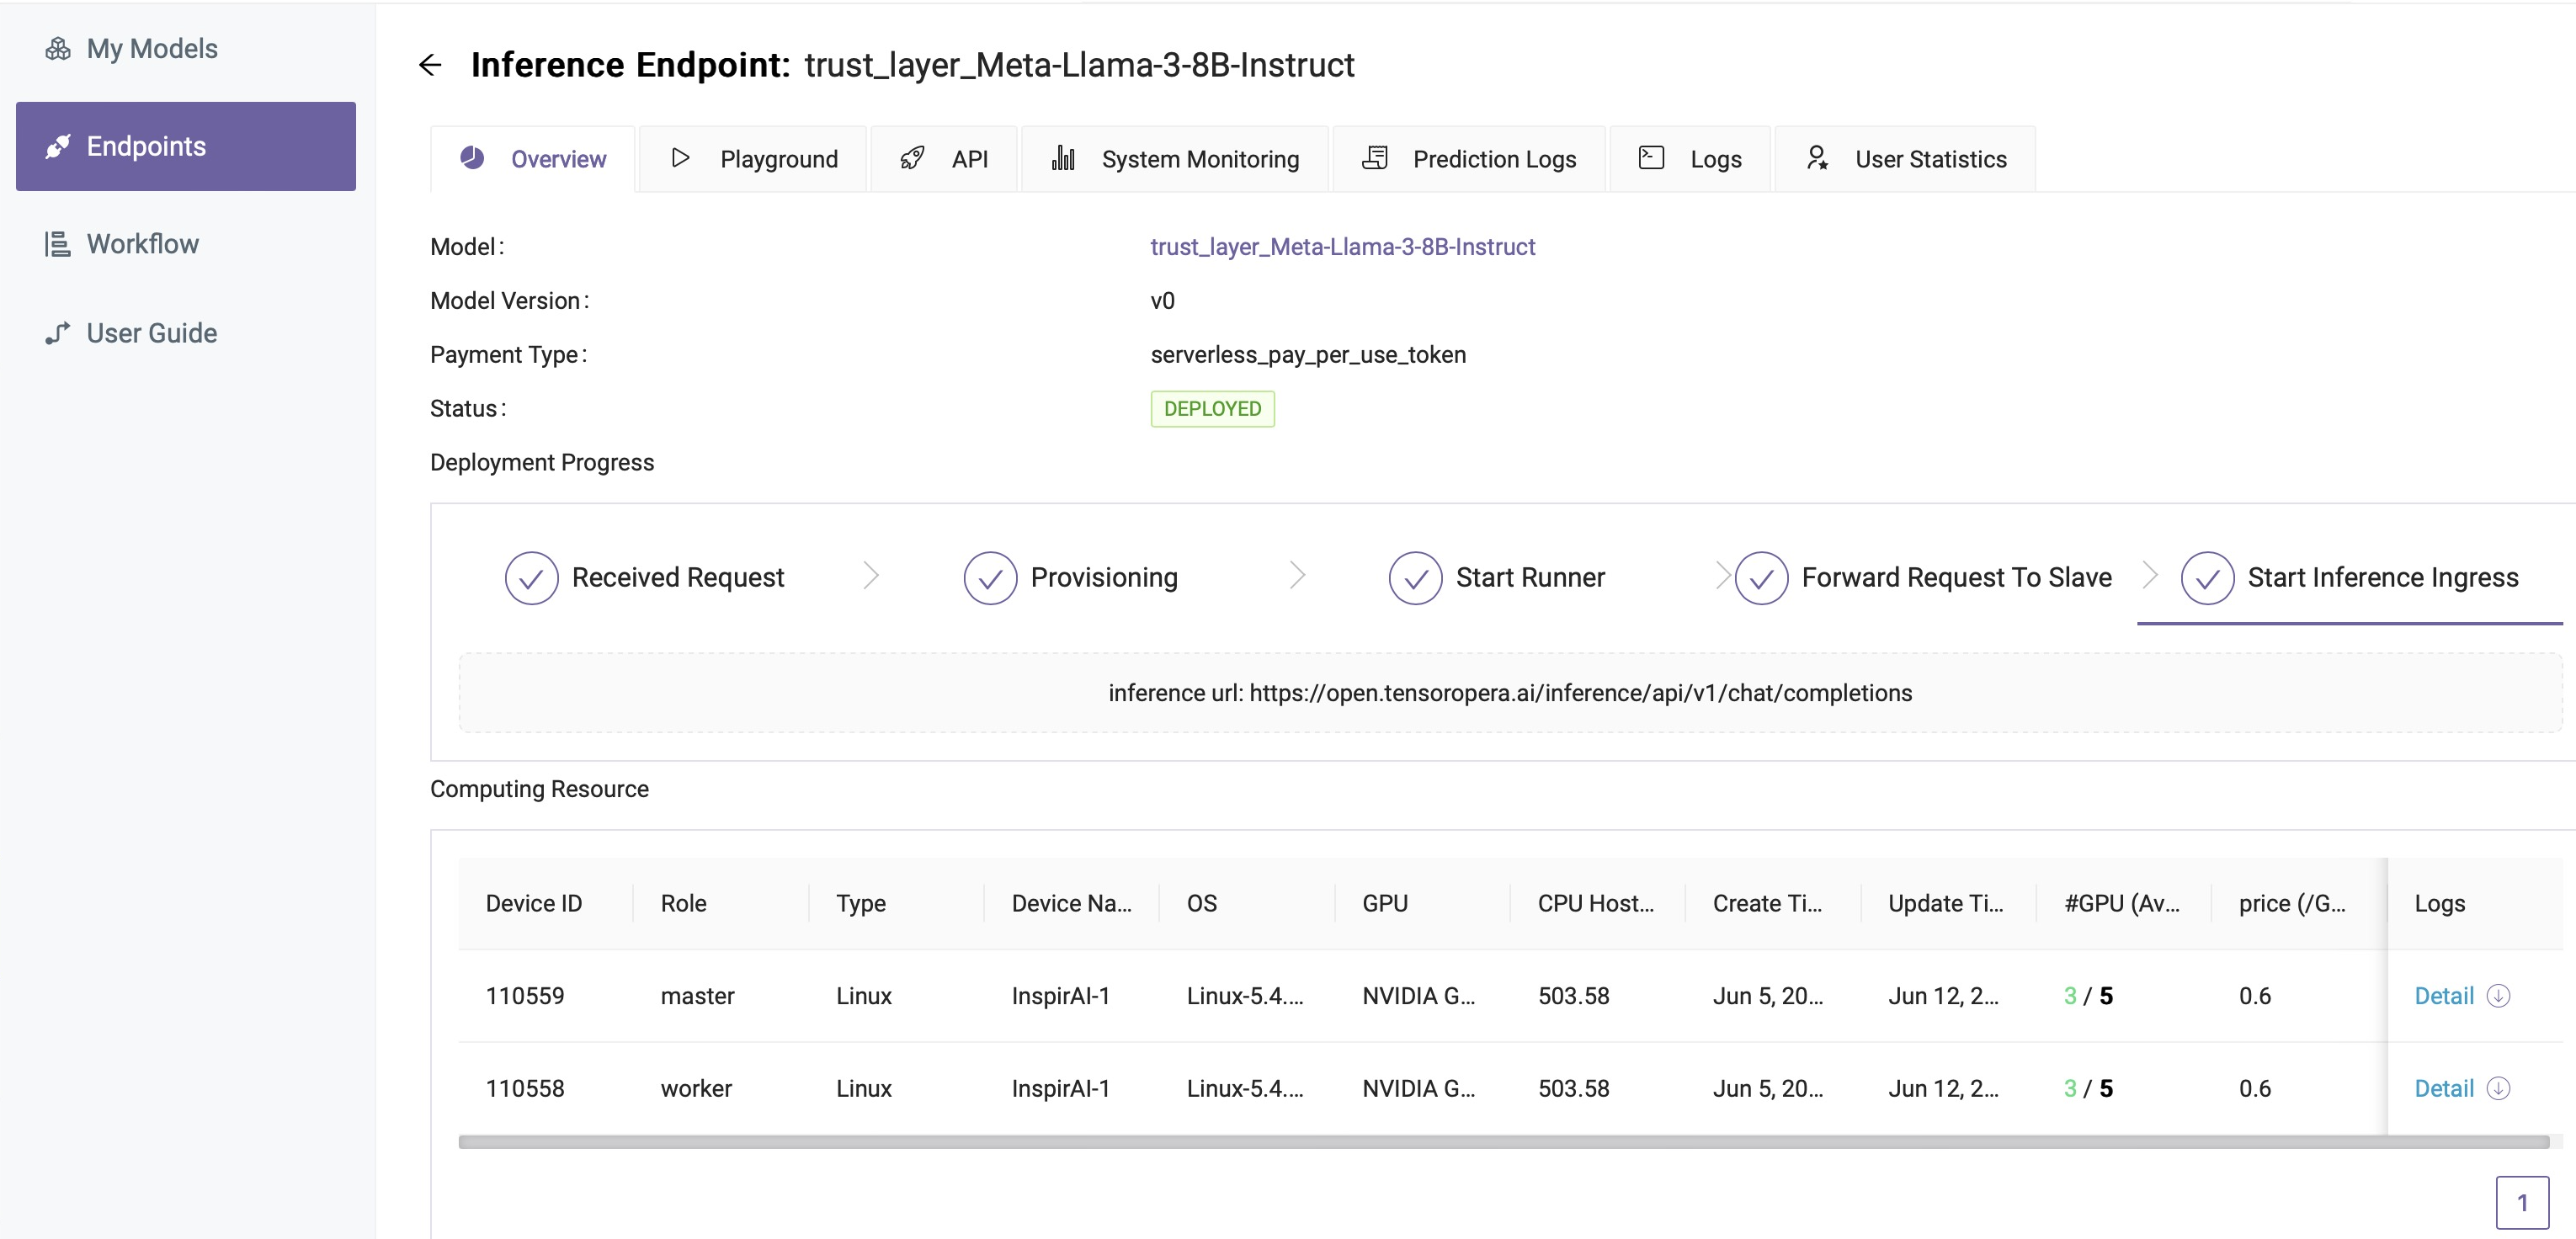 My Models
Endpoints
Workflow
User Guide
Inference Endpoint: trust_layer_Meta-Llama-3-8B-Instruct
Overview Playground API System Monitoring Prediction Logs Logs User Statistics
Model: trust_layer_Meta-Llama-3-8B-Instruct
Model Version: v0
Payment Type: serverless_pay_per_use_token
Status: DEPLOYED
Deployment Progress
Received Request Provisioning Start Runner Forward Request To Slave Start Inference Ingress
inference url: https://open.tensoropera.ai/inference/api/v1/chat/completions
Computing Resource
Device ID Role Type Device Na... OS GPU CPU Host... Create Ti... Update Ti... #GPU (Av... price (/G... Logs
110559 master Linux InspirAI-1 Linux-5.4.... NVIDIA G... 503.58 Jun 5, 20... Jun 12, 2... 3 / 5 0.6 Detail
110558 worker Linux InspirAI-1 Linux-5.4.... NVIDIA G... 503.58 Jun 5, 20... Jun 12, 2... 3 / 5 0.6 Detail
1